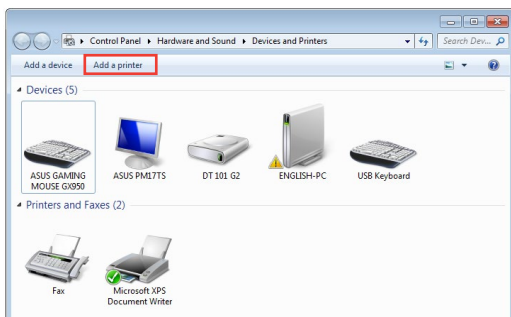 Control Panel ▸ Hardware and Sound ▸ Devices and Printers
Search Dev...
Add a device
Add a printer
Devices (5)
ASUS GAMING
MOUSE GX950
ASUS PM17TS
DT 101 G2
ENGLISH-PC
USB Keyboard
Printers and Faxes (2)
Fax
Microsoft XPS
Document Writer